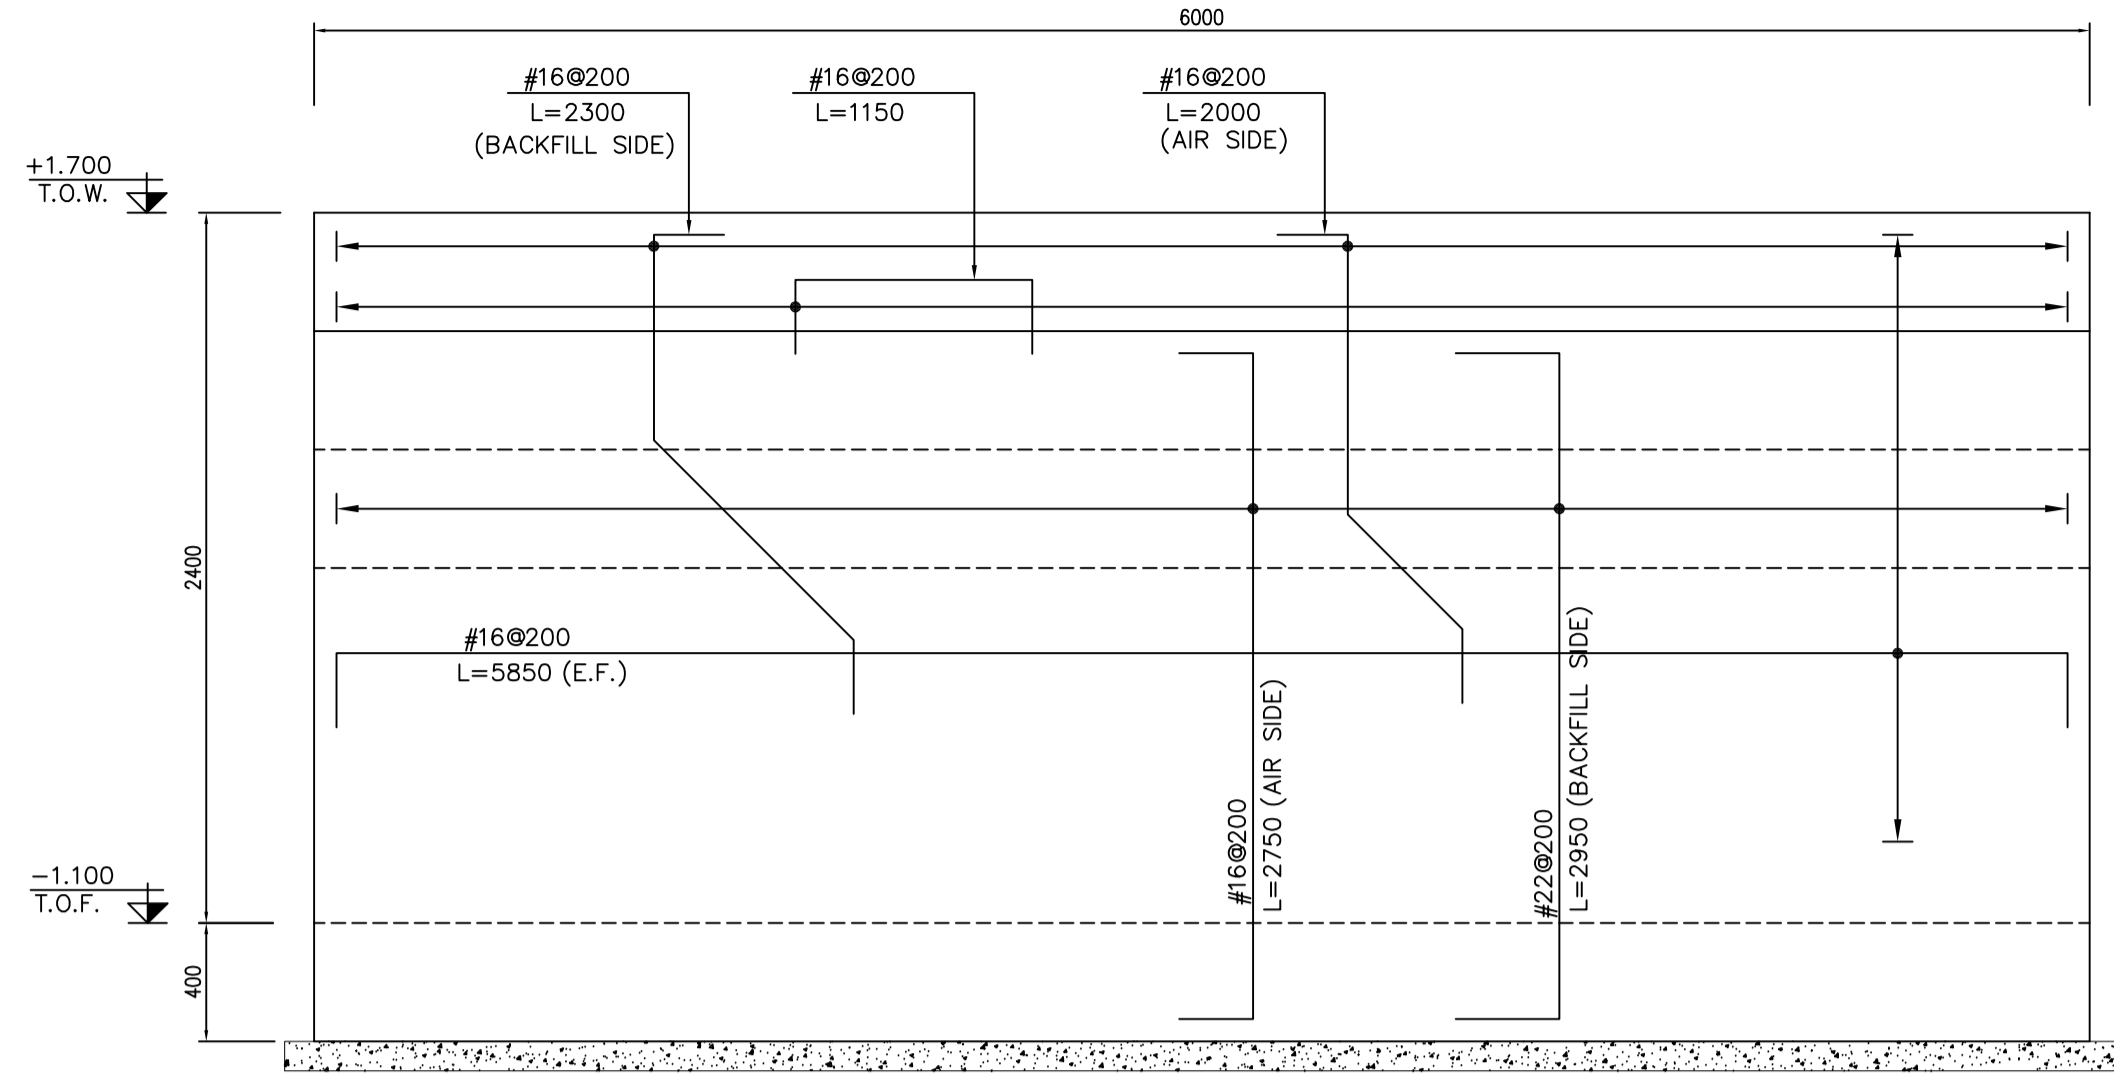 6000
#16@200
L=2300
(BACKFILL SIDE)
#16@200
L=1150
#16@200
L=2000
(AIR SIDE)
+1.700
T.O.W.
2400
#16@200
L=5850 (E.F.)
#16@200
L=2750 (AIR SIDE)
#22@200
L=2950 (BACKFILL SIDE)
-1.100
T.O.F.
400